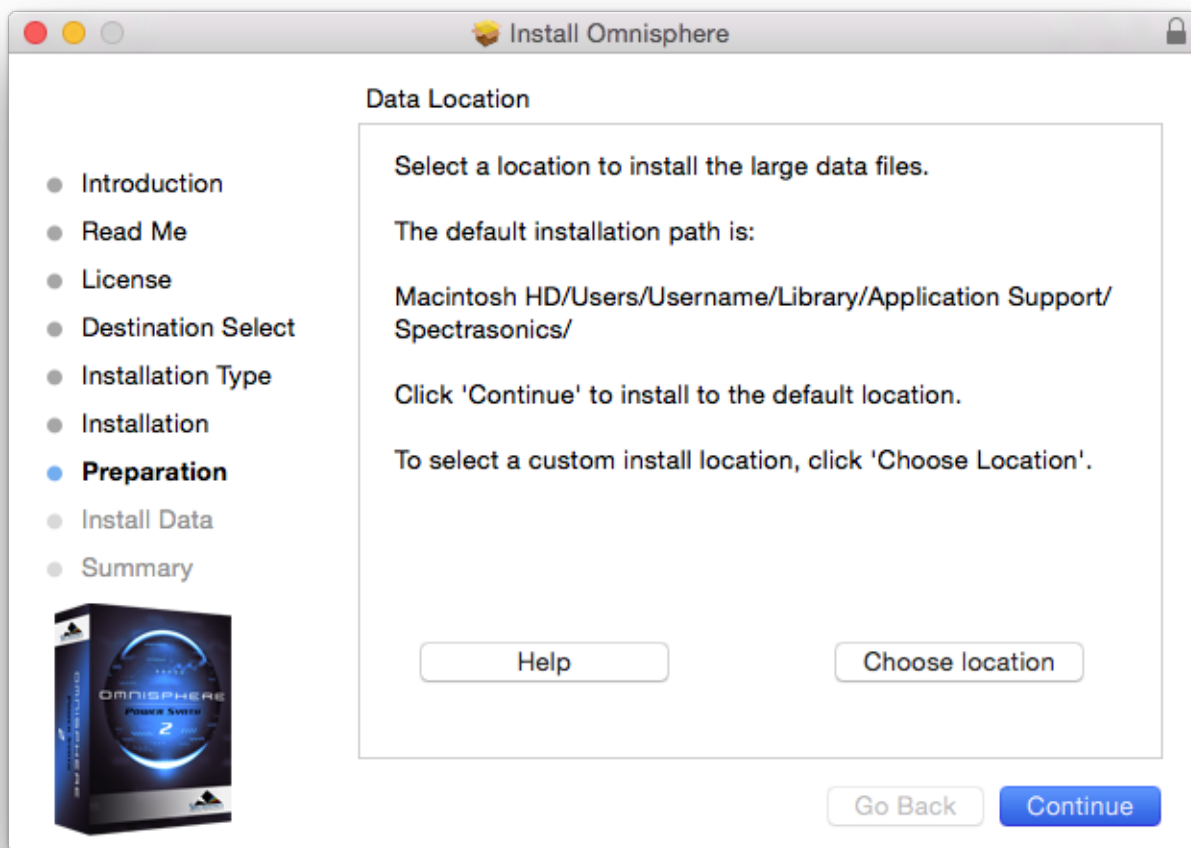 Install Omnisphere
Data Location
Select a location to install the large data files.
The default installation path is:
Macintosh HD/Users/Username/Library/Application Support/
Spectrasonics/
Click 'Continue' to install to the default location.
To select a custom install location, click 'Choose Location'.
Introduction
Read Me
License
Destination Select
Installation Type
Installation
Preparation
Install Data
Summary
OMNISPHERE
POWER SYNTH
2
OMNISPHERE
2
Help
Choose location
Go Back
Continue